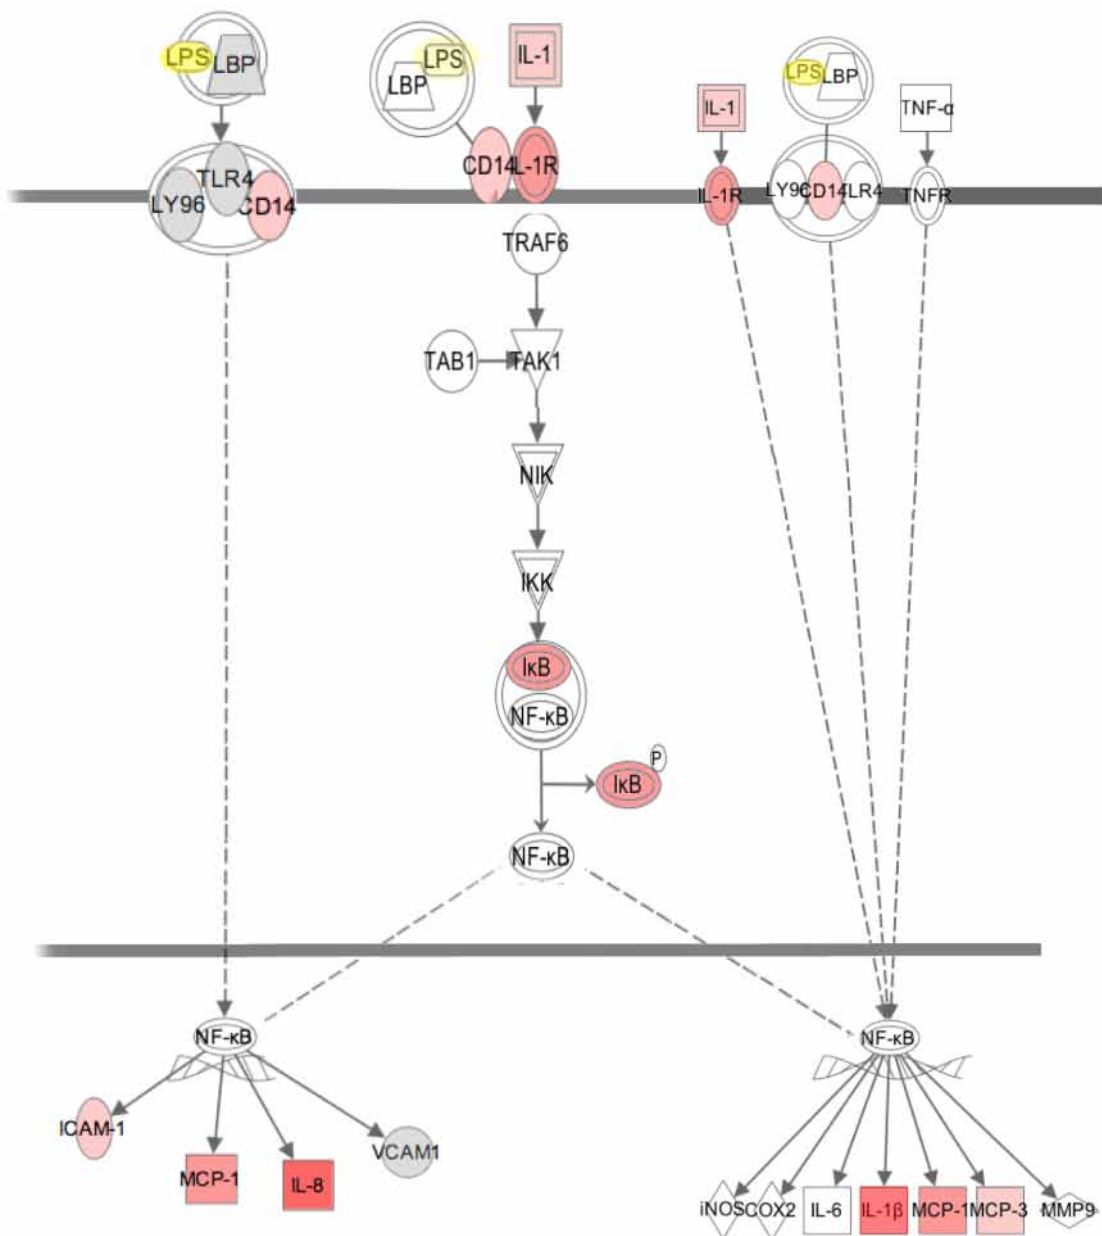 LPS
LBP
LPS
LBP
IL-1
IL-1
LPS
LBP
TNF-α
LY96
TLR4
CD14
CD14
IL-1R
IL-1R
LY96
CD14
TLR4
TNFR
TRAF6
TAB1
TAK1
NIK
IKK
IκB
NF-κB
IκB
P
NF-κB
NF-κB
NF-κB
ICAM-1
MCP-1
IL-8
VCAM1
iNOS
COX2
IL-6
IL-1β
MCP-1
MCP-3
MMP9